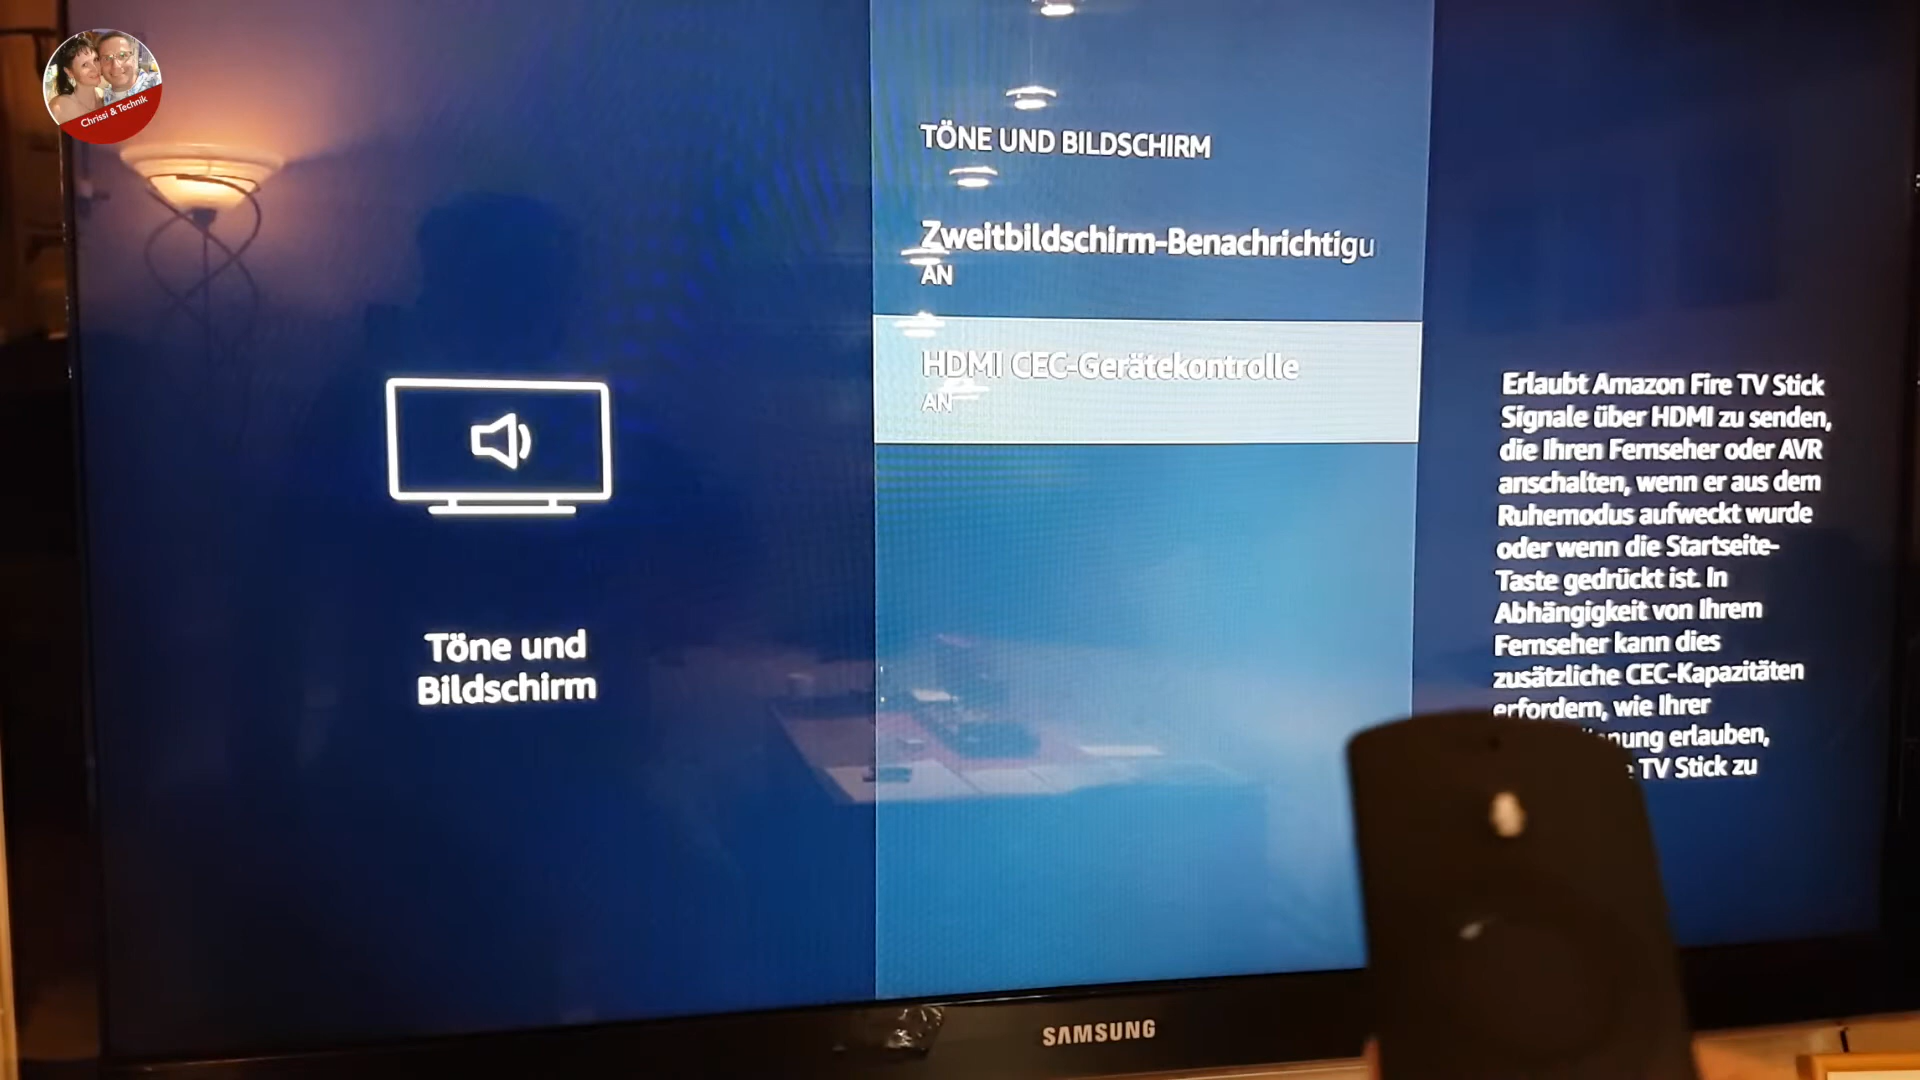 Chrissi & Technik
TÖNE UND BILDSCHIRM
Zweitbildschirm-Benachrichtigu
AN
HDMI CEC-Gerätekontrolle
AN
Töne und
Bildschirm
Erlaubt Amazon Fire TV Stick
Signale über HDMI zu senden,
die Ihren Fernseher oder AVR
anschalten, wenn er aus dem
Ruhemodus aufweckt wurde
oder wenn die Startseite-
Taste gedrückt ist. In
Abhängigkeit von Ihrem
Fernseher kann dies
zusätzliche CEC-Kapazitäten
erfordern, wie Ihrer
erlauben,
TV Stick zu
SAMSUNG